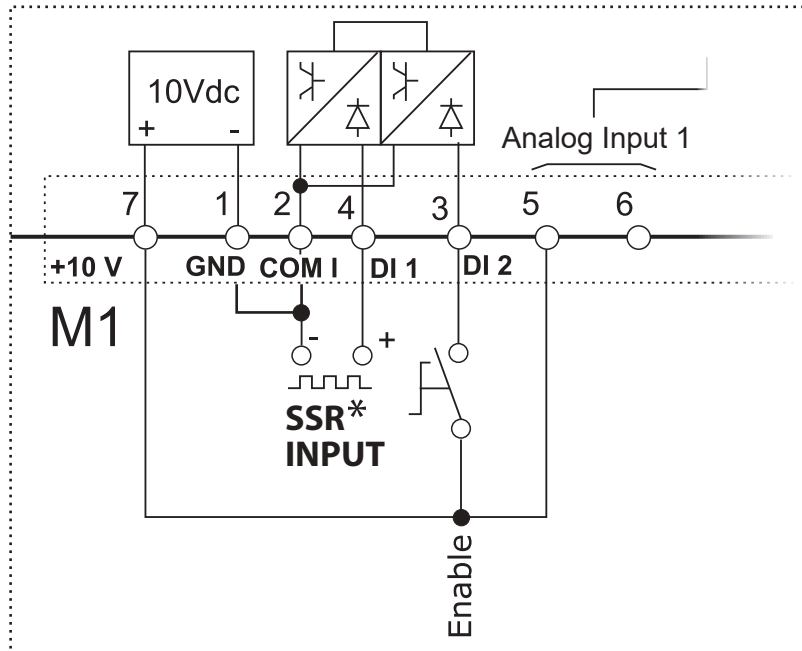 10Vdc
+ -
Analog Input 1
7 1 2 4 3 5 6
+10 V GND COM I DI 1 DI 2
M1
- +
SSR*
INPUT
Enable